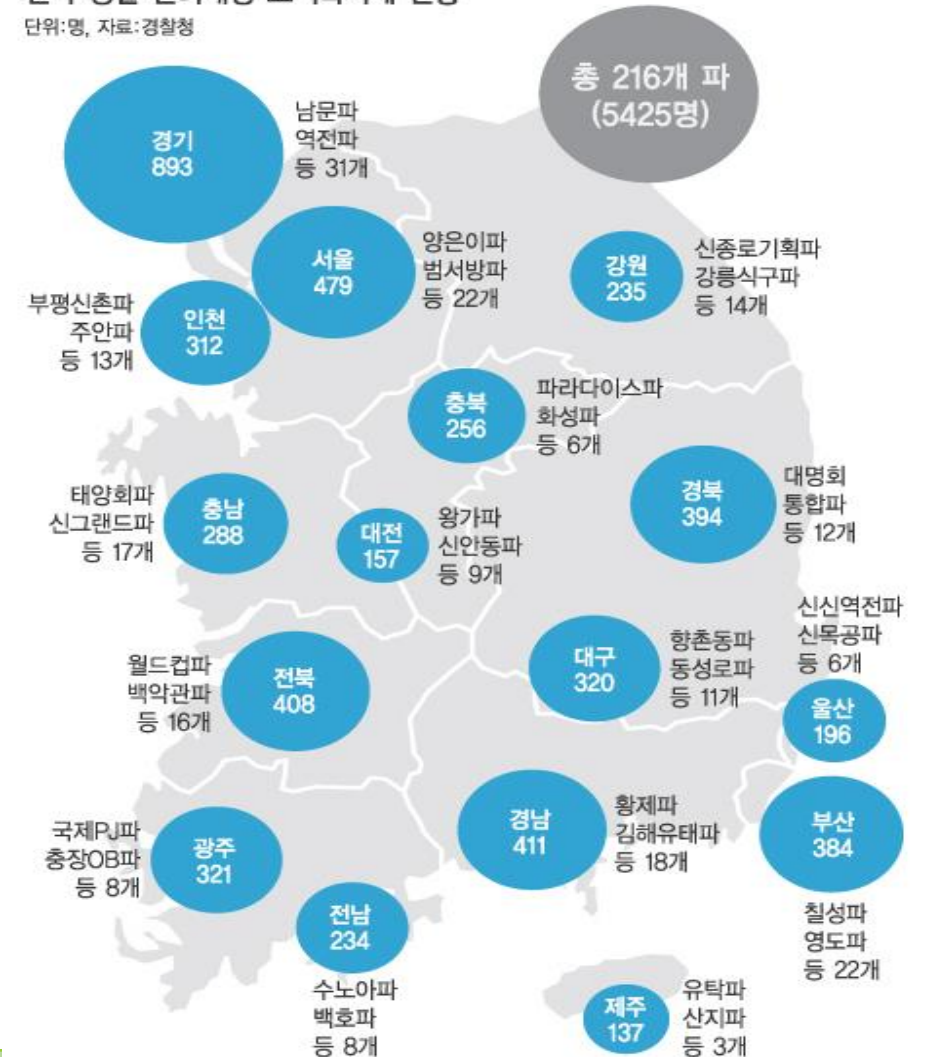 단위:명, 자료:경찰청
총 216개 파
(5425명)
경기
893
남문파
역전파
등 31개
서울
479
양은이파
범서방파
등 22개
강원
235
신종로기획파
강릉식구파
등 14개
부평신촌파
주안파
등 13개
인천
312
충북
256
파라다이스파
화성파
등 6개
태양회파
신그랜드파
등 17개
충남
288
대전
157
왕가파
신안동파
등 9개
경북
394
대명회
통합파
등 12개
월드컵파
백악관파
등 16개
전북
408
대구
320
향촌동파
동성로파
등 11개
신신역전파
신목공파
등 6개
울산
196
국제PJ파
충장OB파
등 8개
광주
321
경남
411
황제파
김해유태파
등 18개
부산
384
칠성파
영도파
등 22개
전남
234
수노아파
백호파
등 8개
제주
137
유탁파
산지파
등 3개